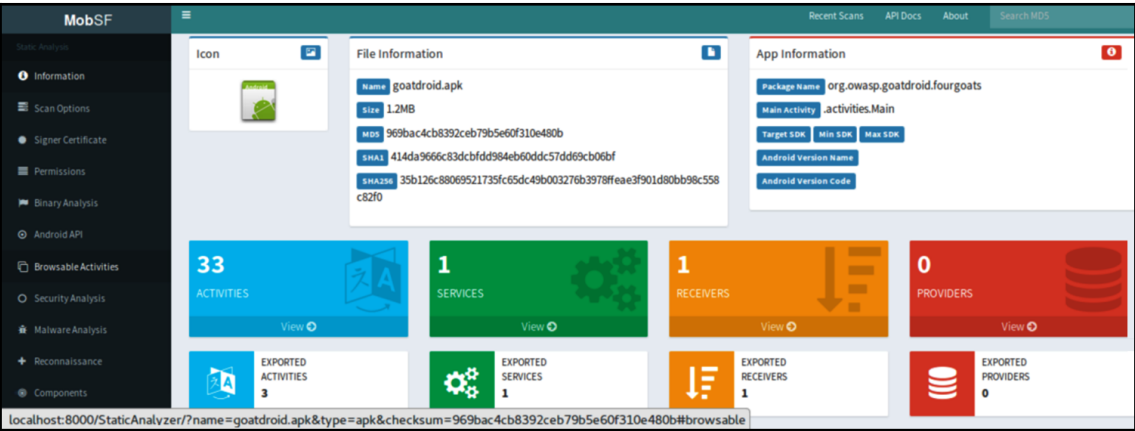 MobSF
Recent Scans API Docs About Search MD5
Static Analysis
Information
Scan Options
Signer Certificate
Permissions
Binary Analysis
Android API
Browsable Activities
Security Analysis
Malware Analysis
Reconnaissance
Components
Icon
Android
File Information
Name goatdroid.apk
Size 1.2MB
MD5 969bac4cb8392ceb79b5e60f310e480b
SHA1 414da9666c83dcbfdd984eb60ddc57dd69cb06bf
SHA256 35b126c88069521735fc65dc49b003276b3978ffeae3f901d80bb98c558
c82f0
App Information
Package Name org.owasp.goatdroid.fourgoats
Main Activity .activities.Main
Target SDK Min SDK Max SDK
Android Version Name
Android Version Code
33
ACTIVITIES
View
1
SERVICES
View
1
RECEIVERS
View
0
PROVIDERS
View
EXPORTED
ACTIVITIES
3
EXPORTED
SERVICES
1
EXPORTED
RECEIVERS
1
EXPORTED
PROVIDERS
0
localhost:8000/StaticAnalyzer/?name=goatdroid.apk&type=apk&checksum=969bac4cb8392ceb79b5e60f310e480b#browsable